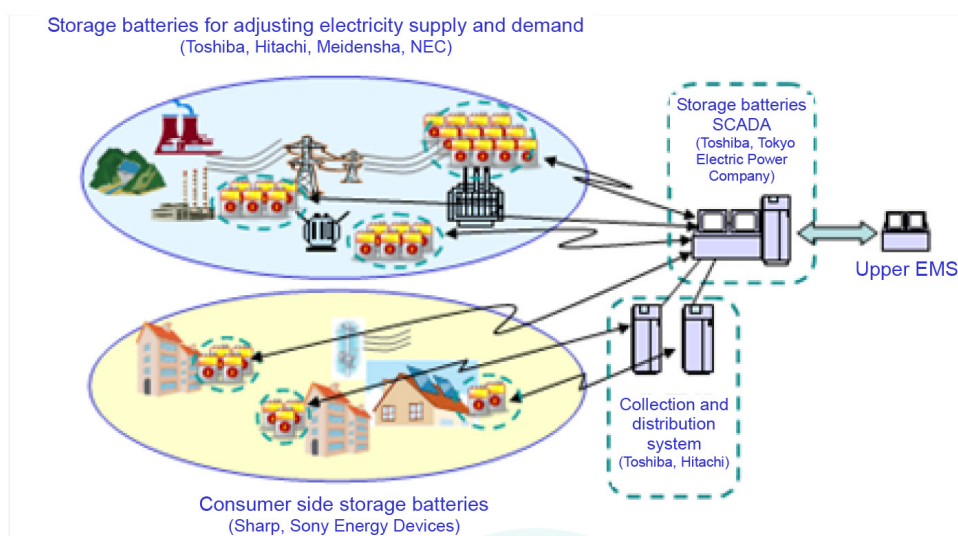 Storage batteries for adjusting electricity supply and demand
(Toshiba, Hitachi, Meidensha, NEC)
Storage batteries
SCADA
(Toshiba, Tokyo
Electric Power
Company)
Upper EMS
Collection and
distribution
system
(Toshiba, Hitachi)
Consumer side storage batteries
(Sharp, Sony Energy Devices)